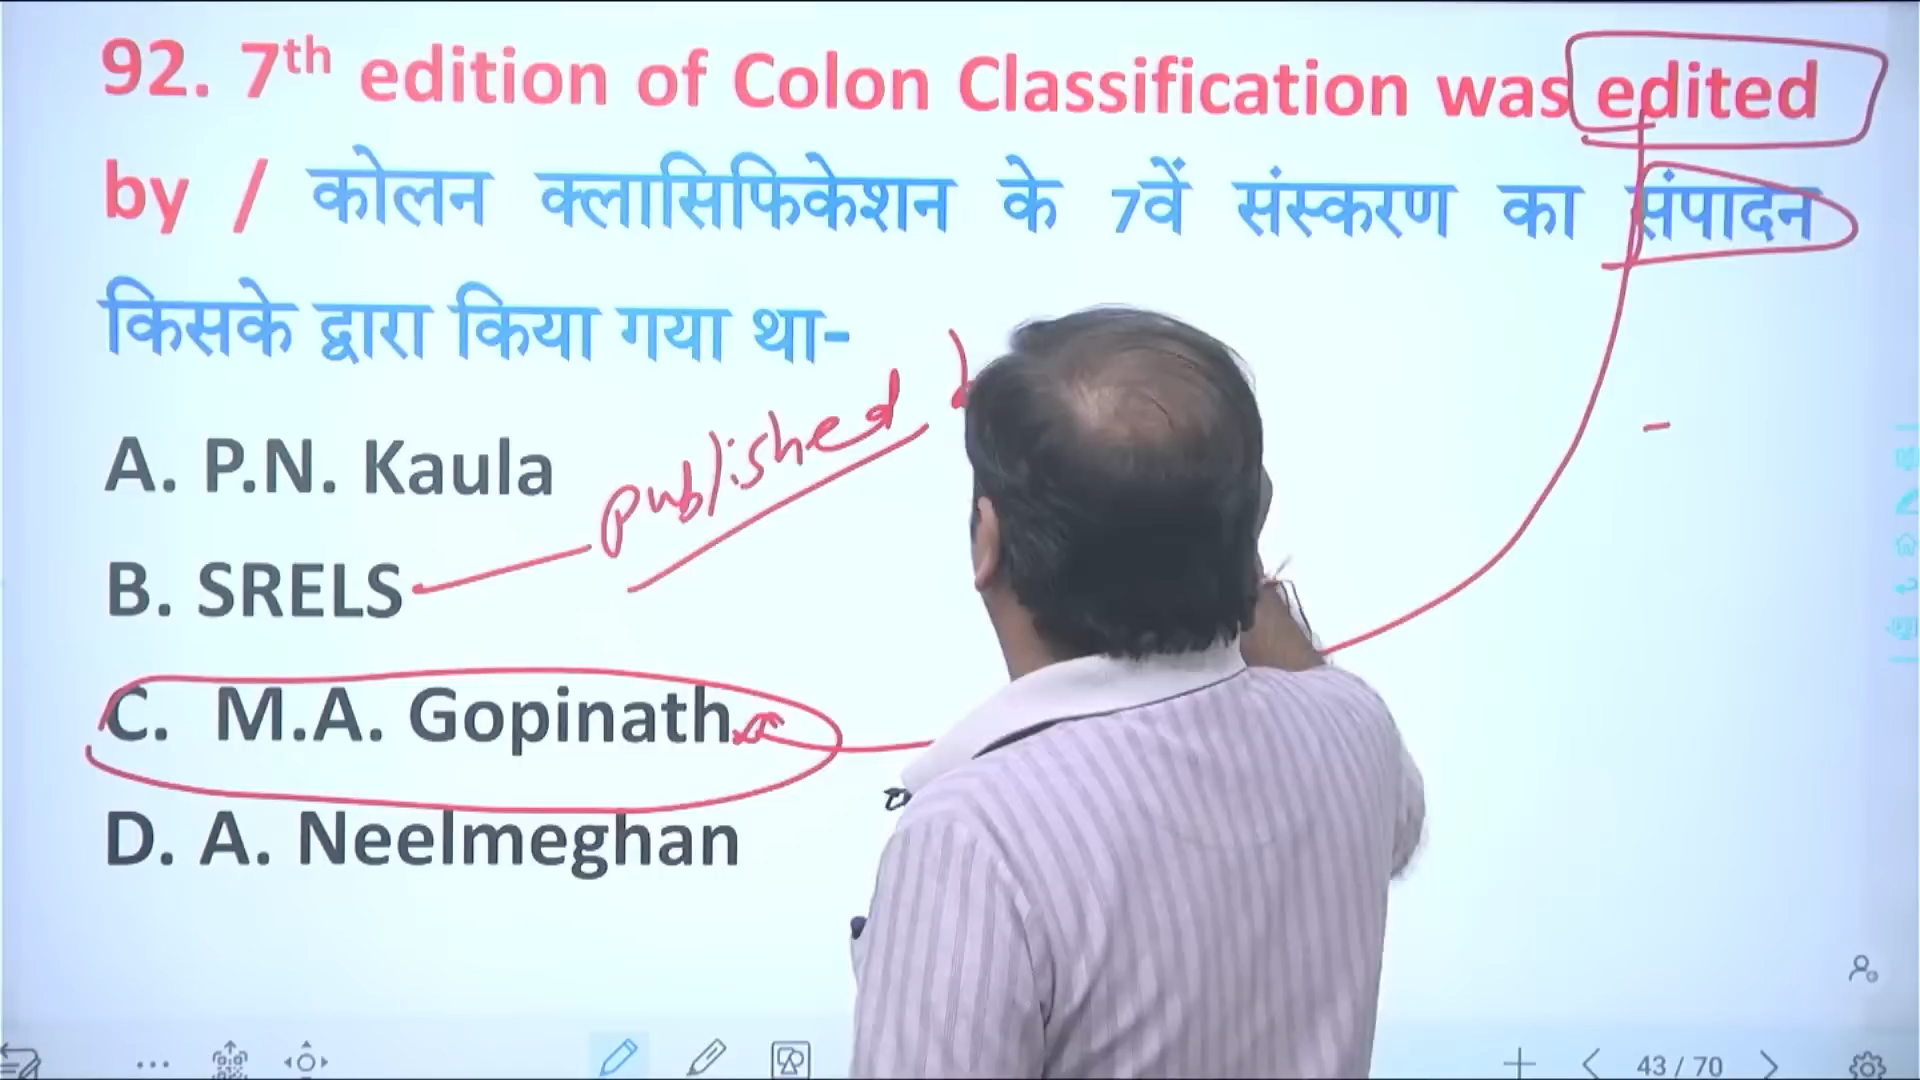 92. 7th edition of Colon Classification was edited
by / कोलन क्लासिफिकेशन के 7वें संस्करण का संपादन
किसके द्वारा किया गया था-
published
A. P.N. Kaula
B. SRELS
C. M.A. Gopinath
D. A. Neelmeghan
43 / 70